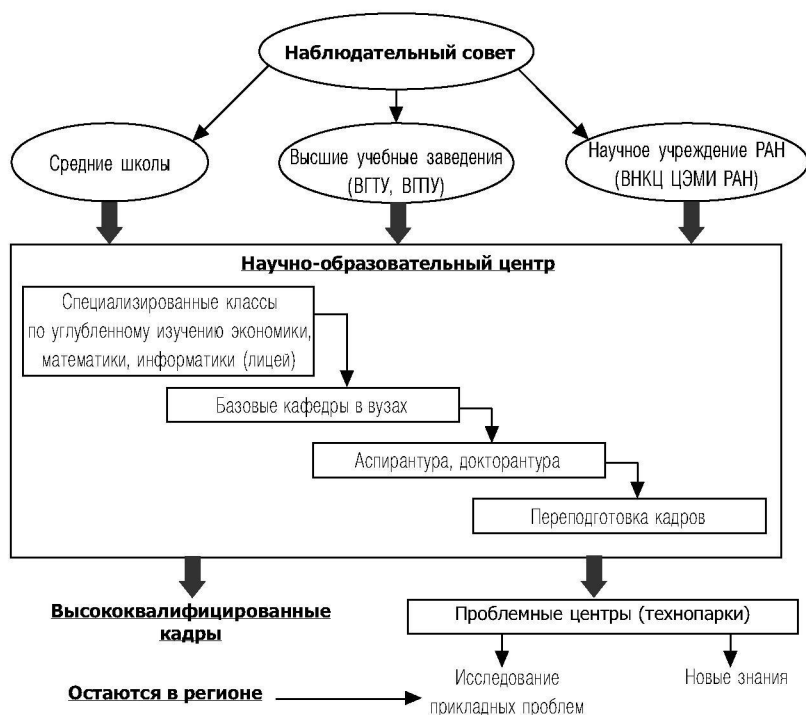 Наблюдательный совет
Средние школы
Высшие учебные заведения
(ВГТУ, ВГПУ)
Научное учреждение РАН
(ВНКЦ ЦЭМИ РАН)
Научно-образовательный центр
Специализированные классы
по углубленному изучению экономики,
математики, информатики (лицей)
Базовые кафедры в вузах
Аспирантура, докторантура
Переподготовка кадров
Высококвалифицированные
кадры
Проблемные центры (технопарки)
Исследование
прикладных проблем
Новые знания
Остаются в регионе